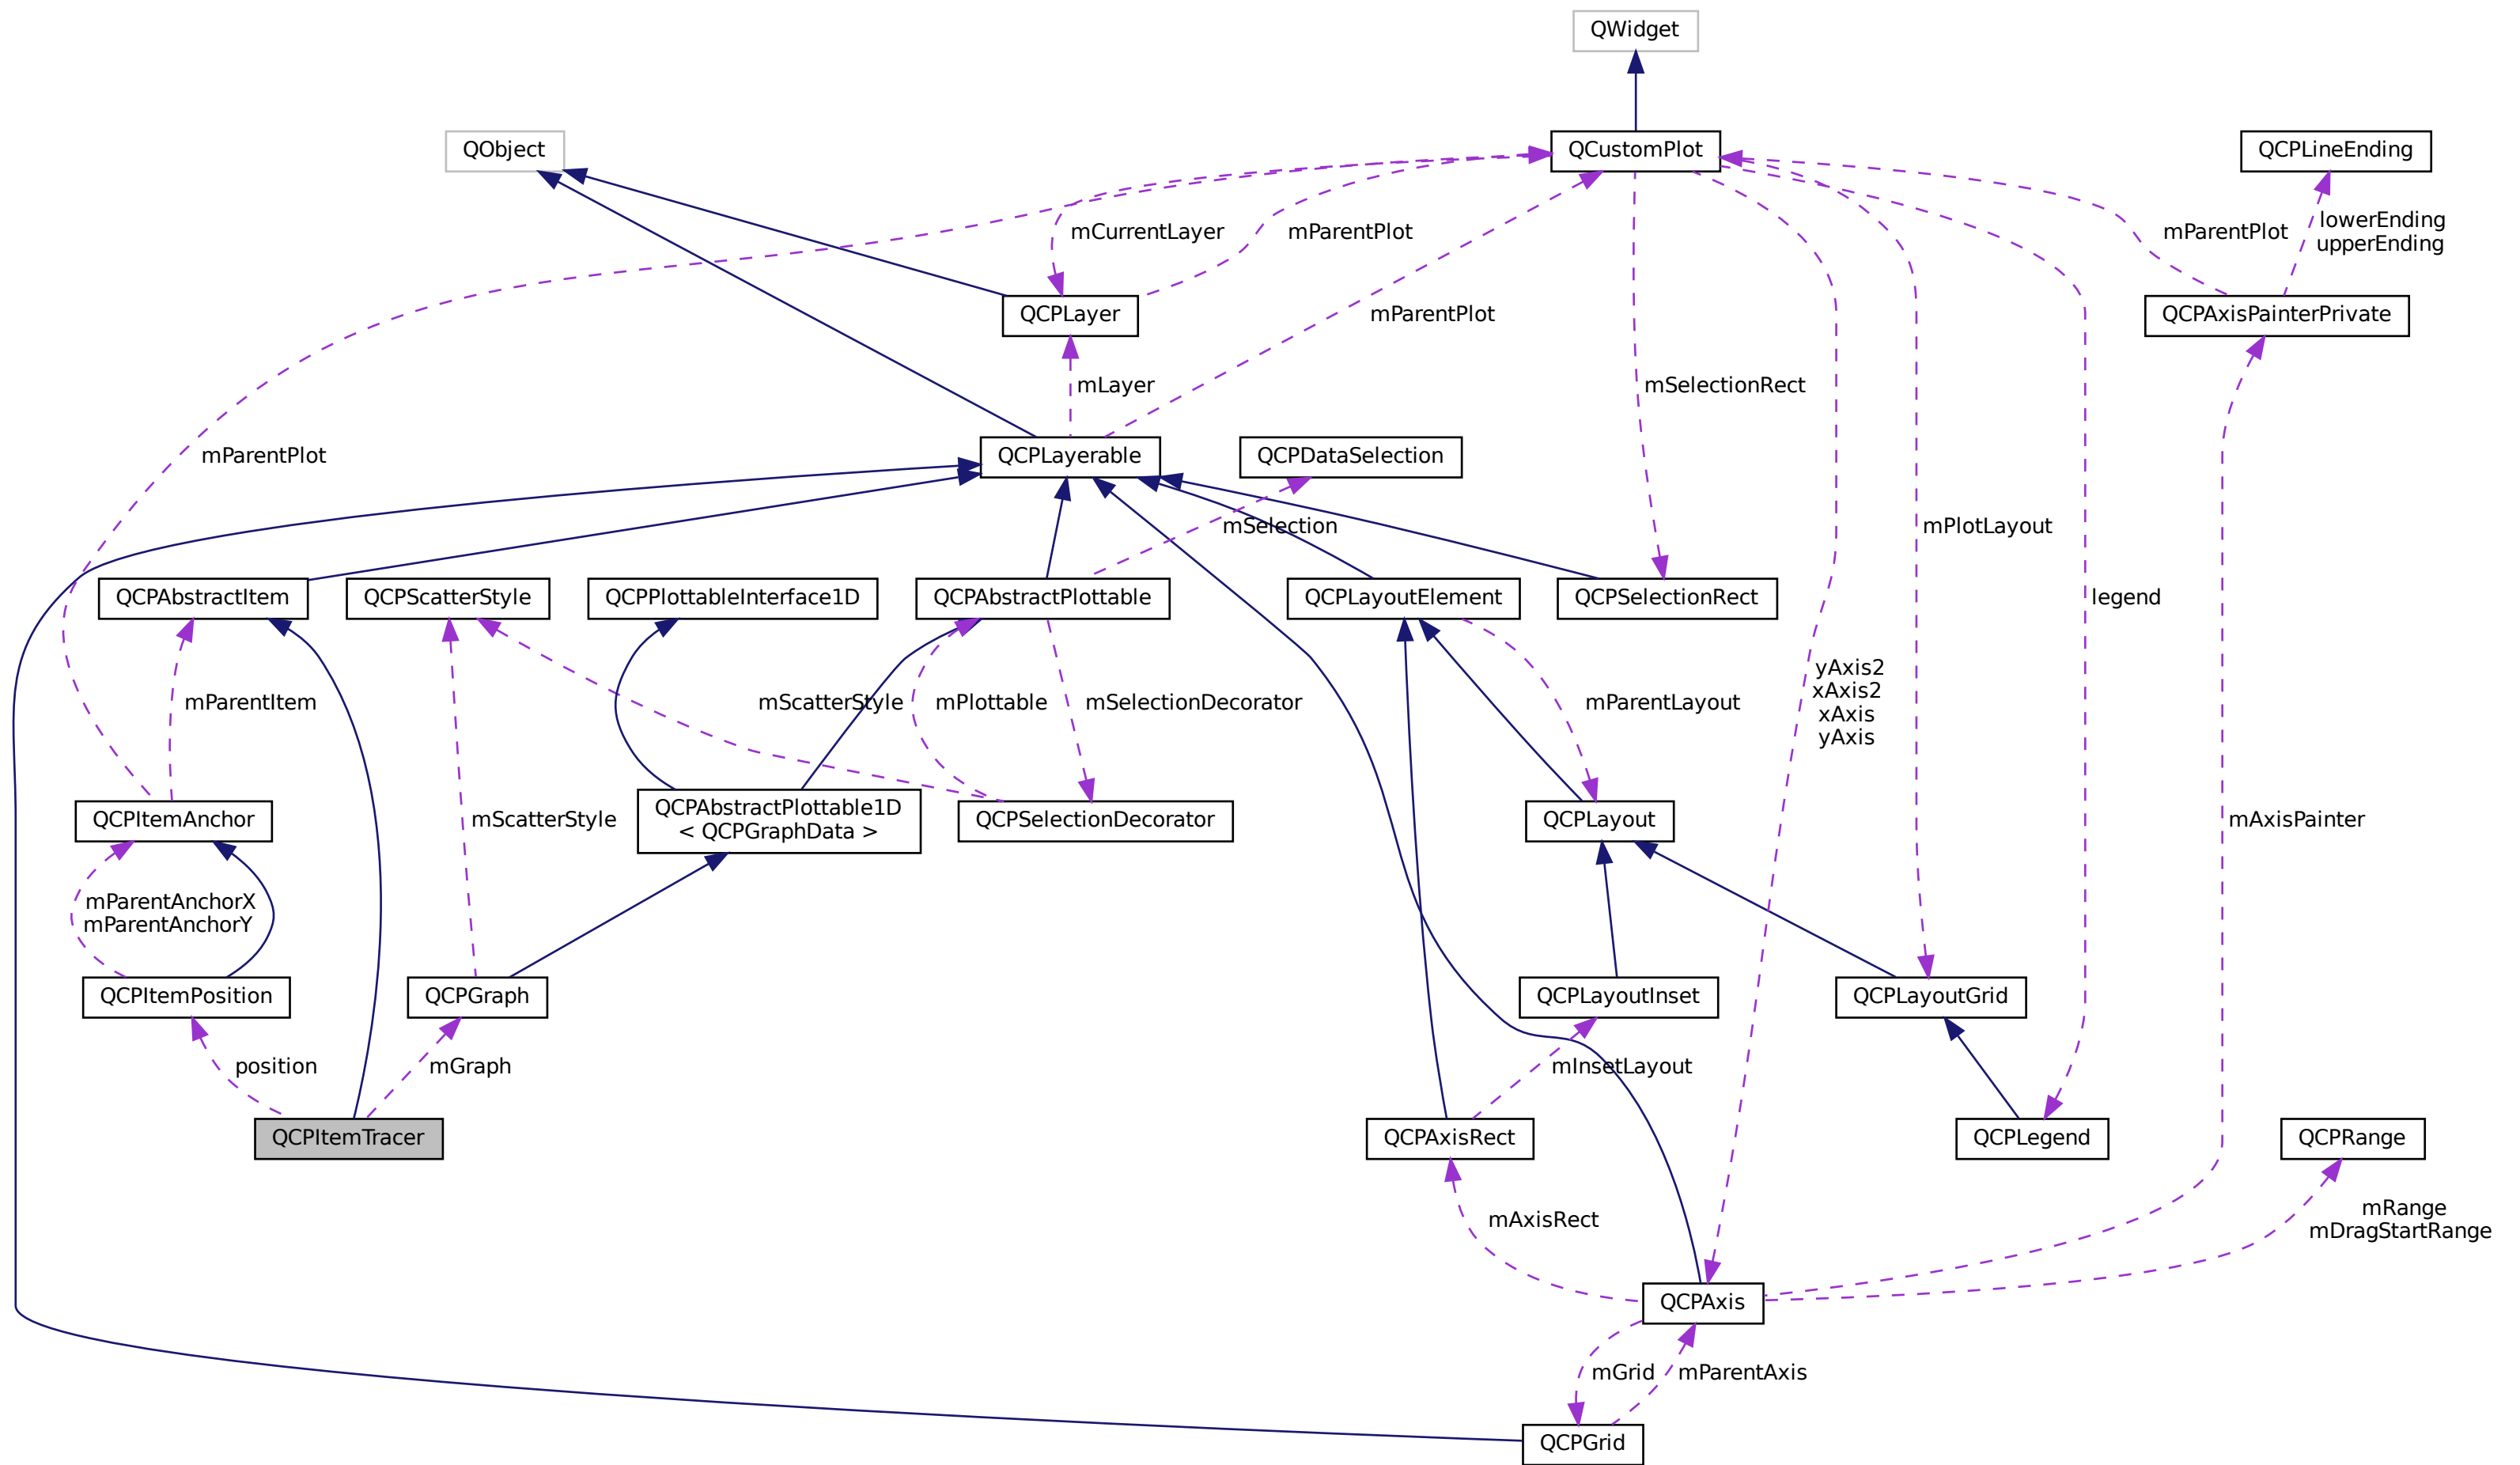 QWidget
QObject
QCustomPlot
QCPLineEnding
mCurrentLayer
mParentPlot
mParentPlot
lowerEnding
upperEnding
QCPLayer
mParentPlot
QCPAxisPainterPrivate
mLayer
mSelectionRect
mParentPlot
QCPLayerable
QCPDataSelection
mSelection
mPlotLayout
QCPAbstractItem
QCPScatterStyle
QCPPlottableInterface1D
QCPAbstractPlottable
QCPLayoutElement
QCPSelectionRect
legend
mParentItem
mScatterStyle
mPlottable
mSelectionDecorator
mParentLayout
yAxis2
xAxis2
xAxis
yAxis
QCPItemAnchor
mScatterStyle
QCPAbstractPlottable1D
< QCPGraphData >
QCPSelectionDecorator
QCPLayout
mAxisPainter
mParentAnchorX
mParentAnchorY
QCPItemPosition
QCPGraph
QCPLayoutInset
QCPLayoutGrid
position
mGraph
mInsetLayout
QCPItemTracer
QCPAxisRect
QCPLegend
QCPRange
mAxisRect
mRange
mDragStartRange
QCPAxis
mGrid
mParentAxis
QCPGrid